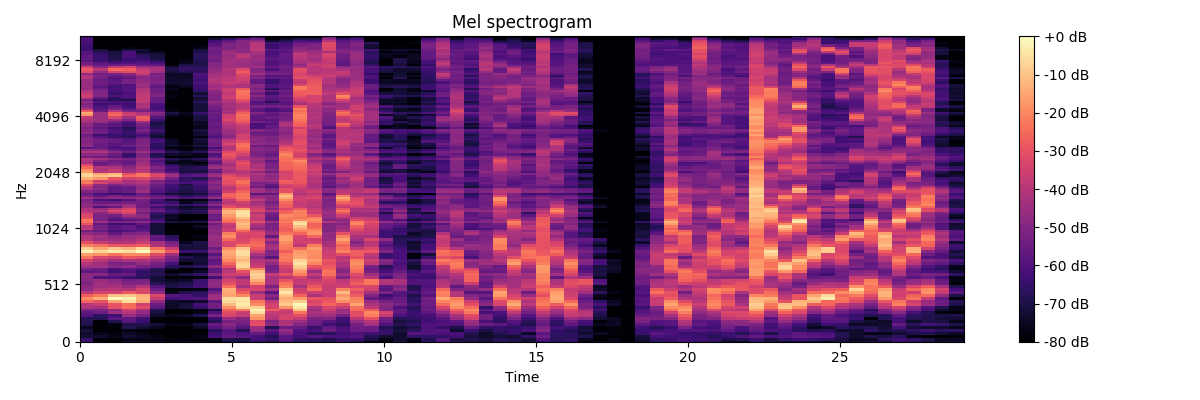 Mel spectrogram
Hz
8192
4096
2048
1024
512
0
0 5 10 15 20 25
Time
+0 dB
-10 dB
-20 dB
-30 dB
-40 dB
-50 dB
-60 dB
-70 dB
-80 dB